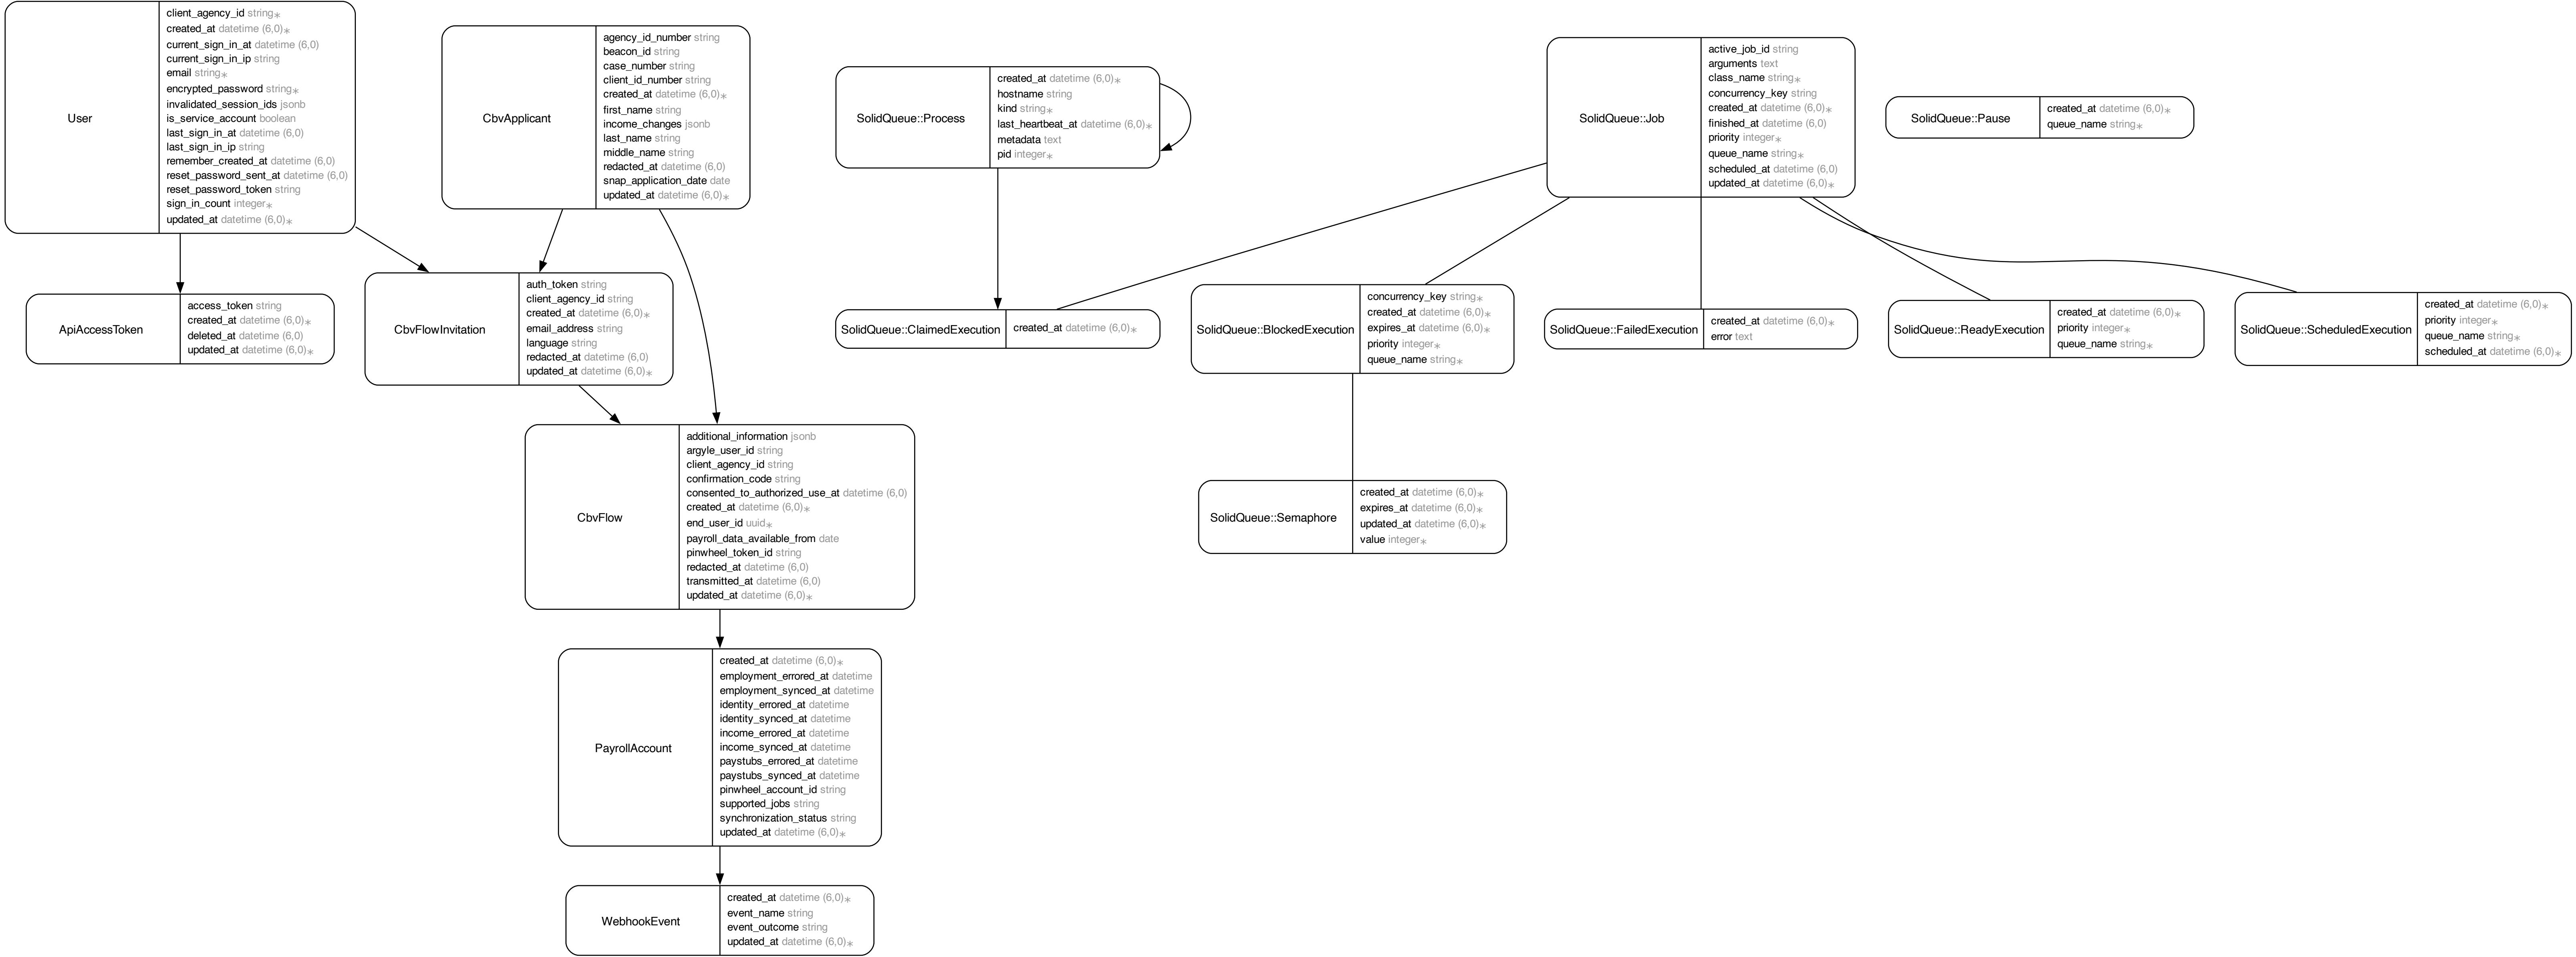 User
client_agency_id string∗
created_at datetime (6,0)∗
current_sign_in_at datetime (6,0)
current_sign_in_ip string
email string∗
encrypted_password string∗
invalidated_session_ids jsonb
is_service_account boolean
last_sign_in_at datetime (6,0)
last_sign_in_ip string
remember_created_at datetime (6,0)
reset_password_sent_at datetime (6,0)
reset_password_token string
sign_in_count integer∗
updated_at datetime (6,0)∗
CbvApplicant
agency_id_number string
beacon_id string
case_number string
client_id_number string
created_at datetime (6,0)∗
first_name string
income_changes jsonb
last_name string
middle_name string
redacted_at datetime (6,0)
snap_application_date date
updated_at datetime (6,0)∗
SolidQueue::Process
created_at datetime (6,0)∗
hostname string
kind string∗
last_heartbeat_at datetime (6,0)∗
metadata text
pid integer∗
SolidQueue::Job
active_job_id string
arguments text
class_name string∗
concurrency_key string
created_at datetime (6,0)∗
finished_at datetime (6,0)
priority integer∗
queue_name string∗
scheduled_at datetime (6,0)
updated_at datetime (6,0)∗
SolidQueue::Pause
created_at datetime (6,0)∗
queue_name string∗
ApiAccessToken
access_token string
created_at datetime (6,0)∗
deleted_at datetime (6,0)
updated_at datetime (6,0)∗
CbvFlowInvitation
auth_token string
client_agency_id string
created_at datetime (6,0)∗
email_address string
language string
redacted_at datetime (6,0)
updated_at datetime (6,0)∗
SolidQueue::ClaimedExecution
created_at datetime (6,0)∗
SolidQueue::BlockedExecution
concurrency_key string∗
created_at datetime (6,0)∗
expires_at datetime (6,0)∗
priority integer∗
queue_name string∗
SolidQueue::FailedExecution
created_at datetime (6,0)∗
error text
SolidQueue::ReadyExecution
created_at datetime (6,0)∗
priority integer∗
queue_name string∗
SolidQueue::ScheduledExecution
created_at datetime (6,0)∗
priority integer∗
queue_name string∗
scheduled_at datetime (6,0)∗
CbvFlow
additional_information jsonb
argyle_user_id string
client_agency_id string
confirmation_code string
consented_to_authorized_use_at datetime (6,0)
created_at datetime (6,0)∗
end_user_id uuid∗
payroll_data_available_from date
pinwheel_token_id string
redacted_at datetime (6,0)
transmitted_at datetime (6,0)
updated_at datetime (6,0)∗
SolidQueue::Semaphore
created_at datetime (6,0)∗
expires_at datetime (6,0)∗
updated_at datetime (6,0)∗
value integer∗
PayrollAccount
created_at datetime (6,0)∗
employment_errored_at datetime
employment_synced_at datetime
identity_errored_at datetime
identity_synced_at datetime
income_errored_at datetime
income_synced_at datetime
paystubs_errored_at datetime
paystubs_synced_at datetime
pinwheel_account_id string
supported_jobs string
synchronization_status string
updated_at datetime (6,0)∗
WebhookEvent
created_at datetime (6,0)∗
event_name string
event_outcome string
updated_at datetime (6,0)∗